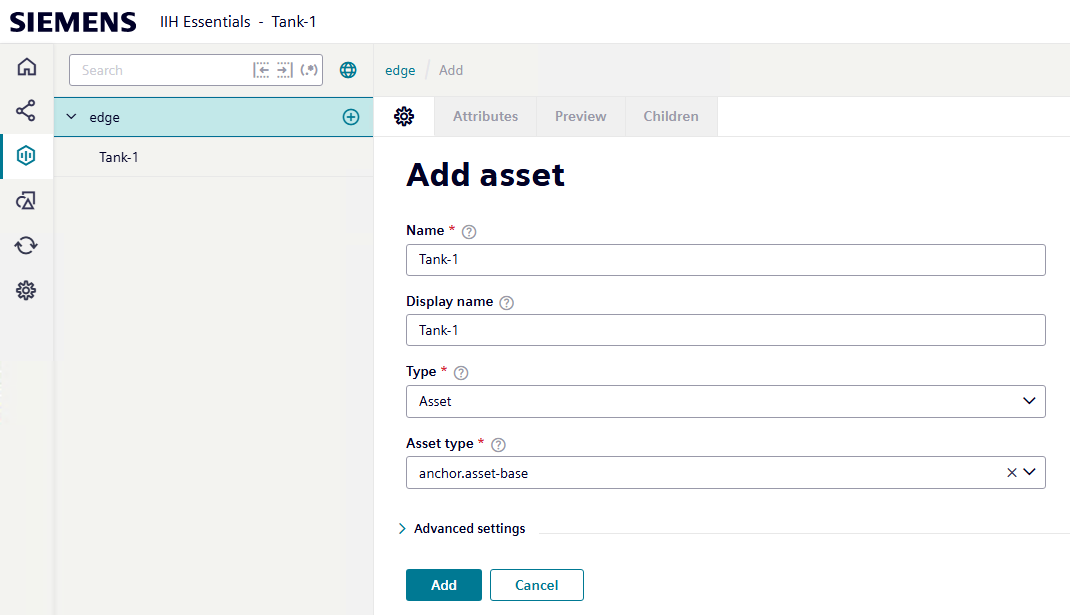 SIEMENS IIH Essentials - Tank-1
Search (.*)
edge / Add
edge
Tank-1
Attributes Preview Children
Add asset
Name *
Tank-1
Display name
Tank-1
Type *
Asset
Asset type *
anchor.asset-base
Advanced settings
Add Cancel